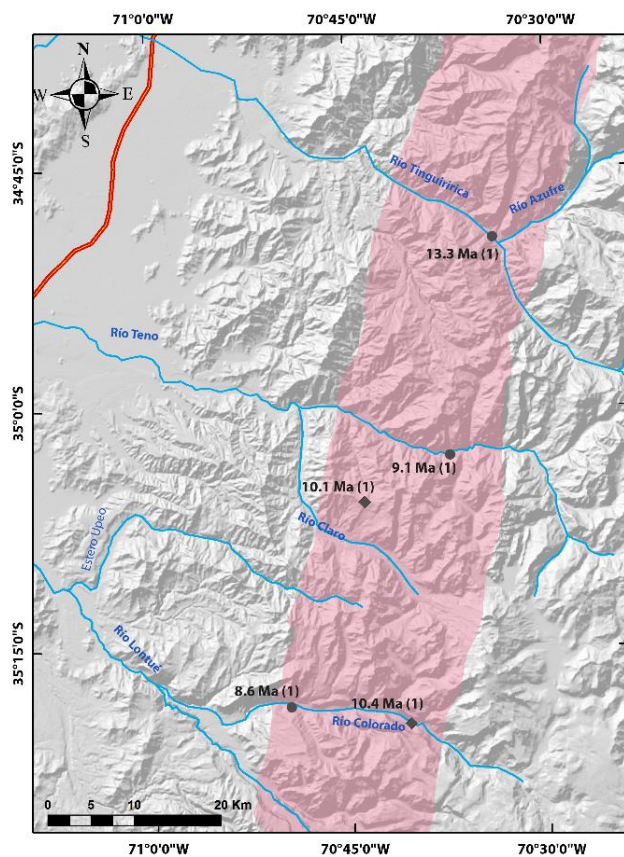 71°0'0"W 70°45'0"W 70°30'0"W
N
W E
S
34°45'0"S
Río Tinguiririca
Río Azufre
13.3 Ma (1)
Río Teno
35°0'0"S
9.1 Ma (1)
10.1 Ma (1)
Río Claro
Estero Upeo
Río Lontué
35°15'0"S
8.6 Ma (1)
10.4 Ma (1)
Río Colorado
0 5 10 20 Km
71°0'0"W 70°45'0"W 70°30'0"W